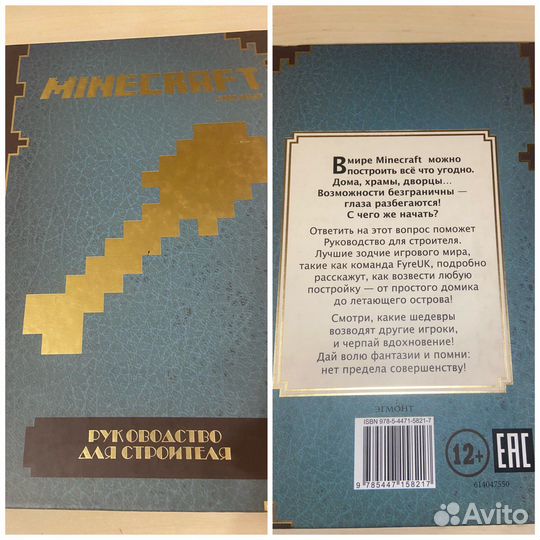 MINECRAFT
РУКОВОДСТВО
ДЛЯ СТРОИТЕЛЯ
В мире Minecraft можно
построить всё что угодно.
Дома, храмы, дворцы...
Возможности безграничны —
глаза разбегаются!
С чего же начать?
Ответить на этот вопрос поможет
Руководство для строителя.
Лучшие зодчие игрового мира,
такие как команда FyreUK, подробно
расскажут, как возвести любую
постройку — от простого домика
до летающего острова!
Смотри, какие шедевры
возводят другие игроки,
и черпай вдохновение!
Дай волю фантазии и помни:
нет предела совершенству!
ЭГМОНТ
ISBN 978-5-4471-5821-7
9 785447 158217
12+
EAC
614047550
Avito